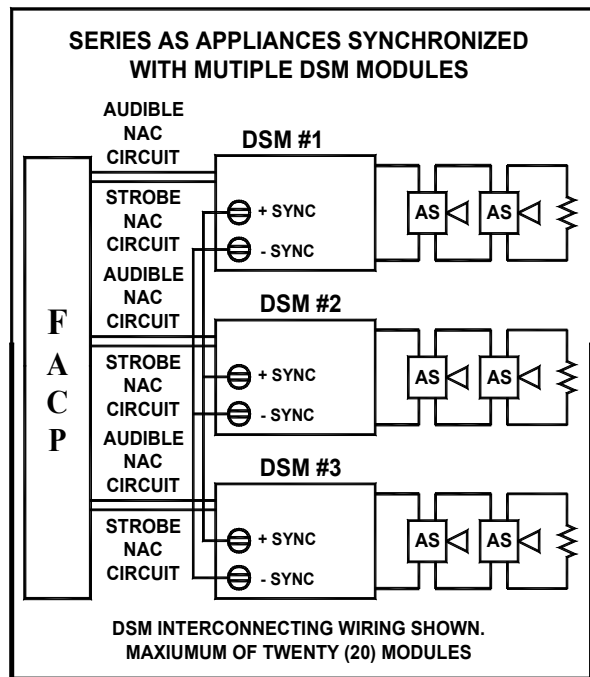 SERIES AS APPLIANCES SYNCHRONIZED
WITH MUTIPLE DSM MODULES
AUDIBLE
NAC
CIRCUIT
DSM #1
STROBE
NAC
CIRCUIT
+ SYNC
- SYNC
AS
AS
AUDIBLE
NAC
CIRCUIT
DSM #2
F
A
C
P
STROBE
NAC
CIRCUIT
+ SYNC
- SYNC
AS
AS
AUDIBLE
NAC
CIRCUIT
DSM #3
STROBE
NAC
CIRCUIT
+ SYNC
- SYNC
AS
AS
DSM INTERCONNECTING WIRING SHOWN.
MAXIUMUM OF TWENTY (20) MODULES